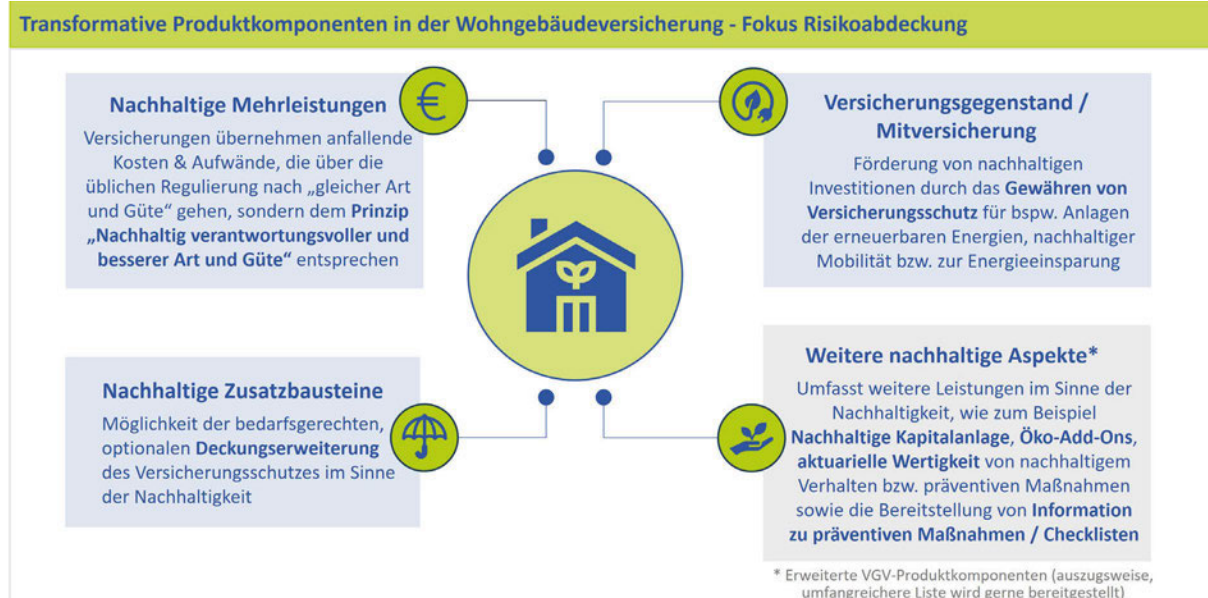 Transformative Produktkomponenten in der Wohngebäudeversicherung - Fokus Risikoabdeckung
Nachhaltige Mehrleistungen
Versicherungen übernehmen anfallende
Kosten & Aufwände, die über die
üblichen Regulierung nach „gleicher Art
und Güte“ gehen, sondern dem Prinzip
„Nachhaltig verantwortungsvoller und
besserer Art und Güte“ entsprechen
€
Versicherungsgegenstand /
Mitversicherung
Förderung von nachhaltigen
Investitionen durch das Gewähren von
Versicherungsschutz für bspw. Anlagen
der erneuerbaren Energien, nachhaltiger
Mobilität bzw. zur Energieeinsparung
Nachhaltige Zusatzbausteine
Möglichkeit der bedarfsgerechten,
optionalen Deckungserweiterung
des Versicherungsschutzes im Sinne
der Nachhaltigkeit
Weitere nachhaltige Aspekte*
Umfasst weitere Leistungen im Sinne der
Nachhaltigkeit, wie zum Beispiel
Nachhaltige Kapitalanlage, Öko-Add-Ons,
aktuarielle Wertigkeit von nachhaltigem
Verhalten bzw. präventiven Maßnahmen
sowie die Bereitstellung von Information
zu präventiven Maßnahmen / Checklisten
* Erweiterte VGV-Produktkomponenten (auszugsweise,
umfangreichere Liste wird gerne bereitgestellt)